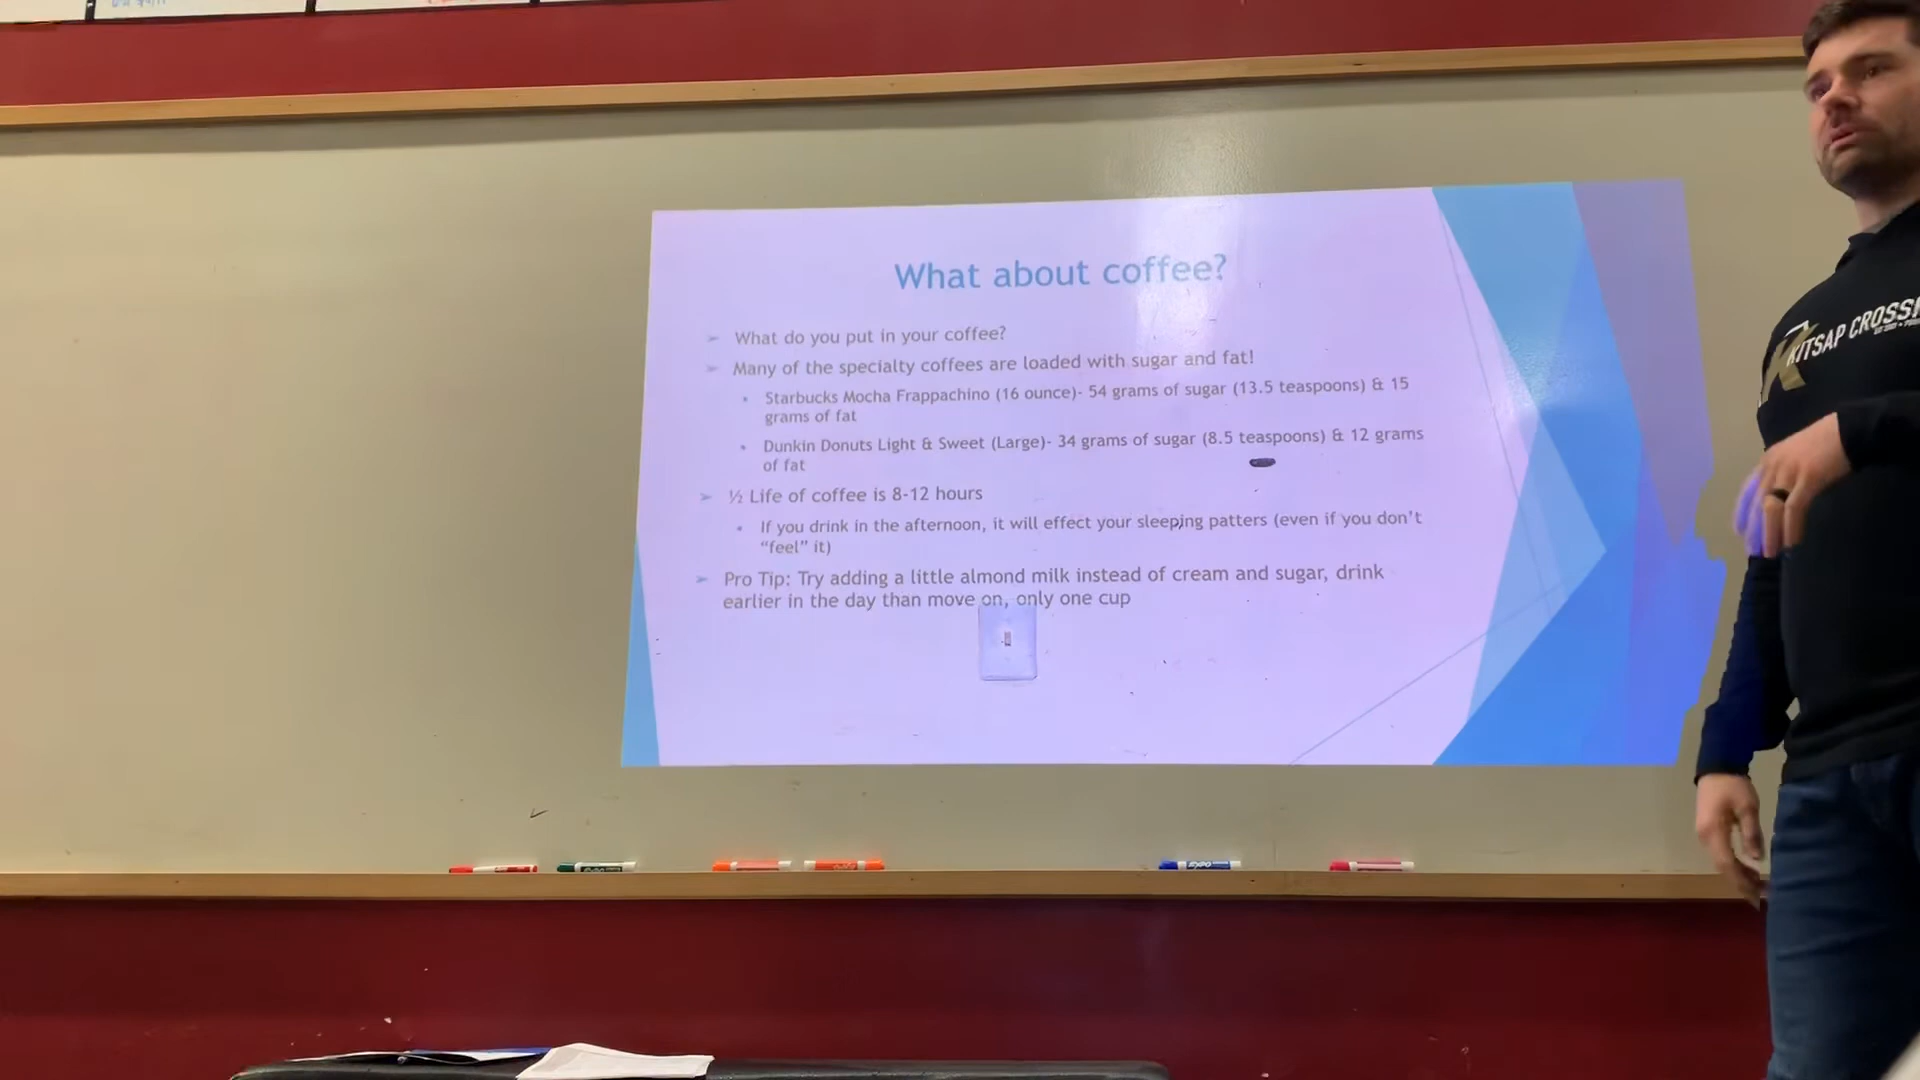 What about coffee?
What do you put in your coffee?
Many of the specialty coffees are loaded with sugar and fat!
Starbucks Mocha Frappachino (16 ounce)- 54 grams of sugar (13.5 teaspoons) & 15
grams of fat
Dunkin Donuts Light & Sweet (Large)- 34 grams of sugar (8.5 teaspoons) & 12 grams
of fat
½ Life of coffee is 8-12 hours
If you drink in the afternoon, it will effect your sleeping patters (even if you don't
"feel" it)
Pro Tip: Try adding a little almond milk instead of cream and sugar, drink
earlier in the day than move on, only one cup
KITSAP CROSSF
EXPO